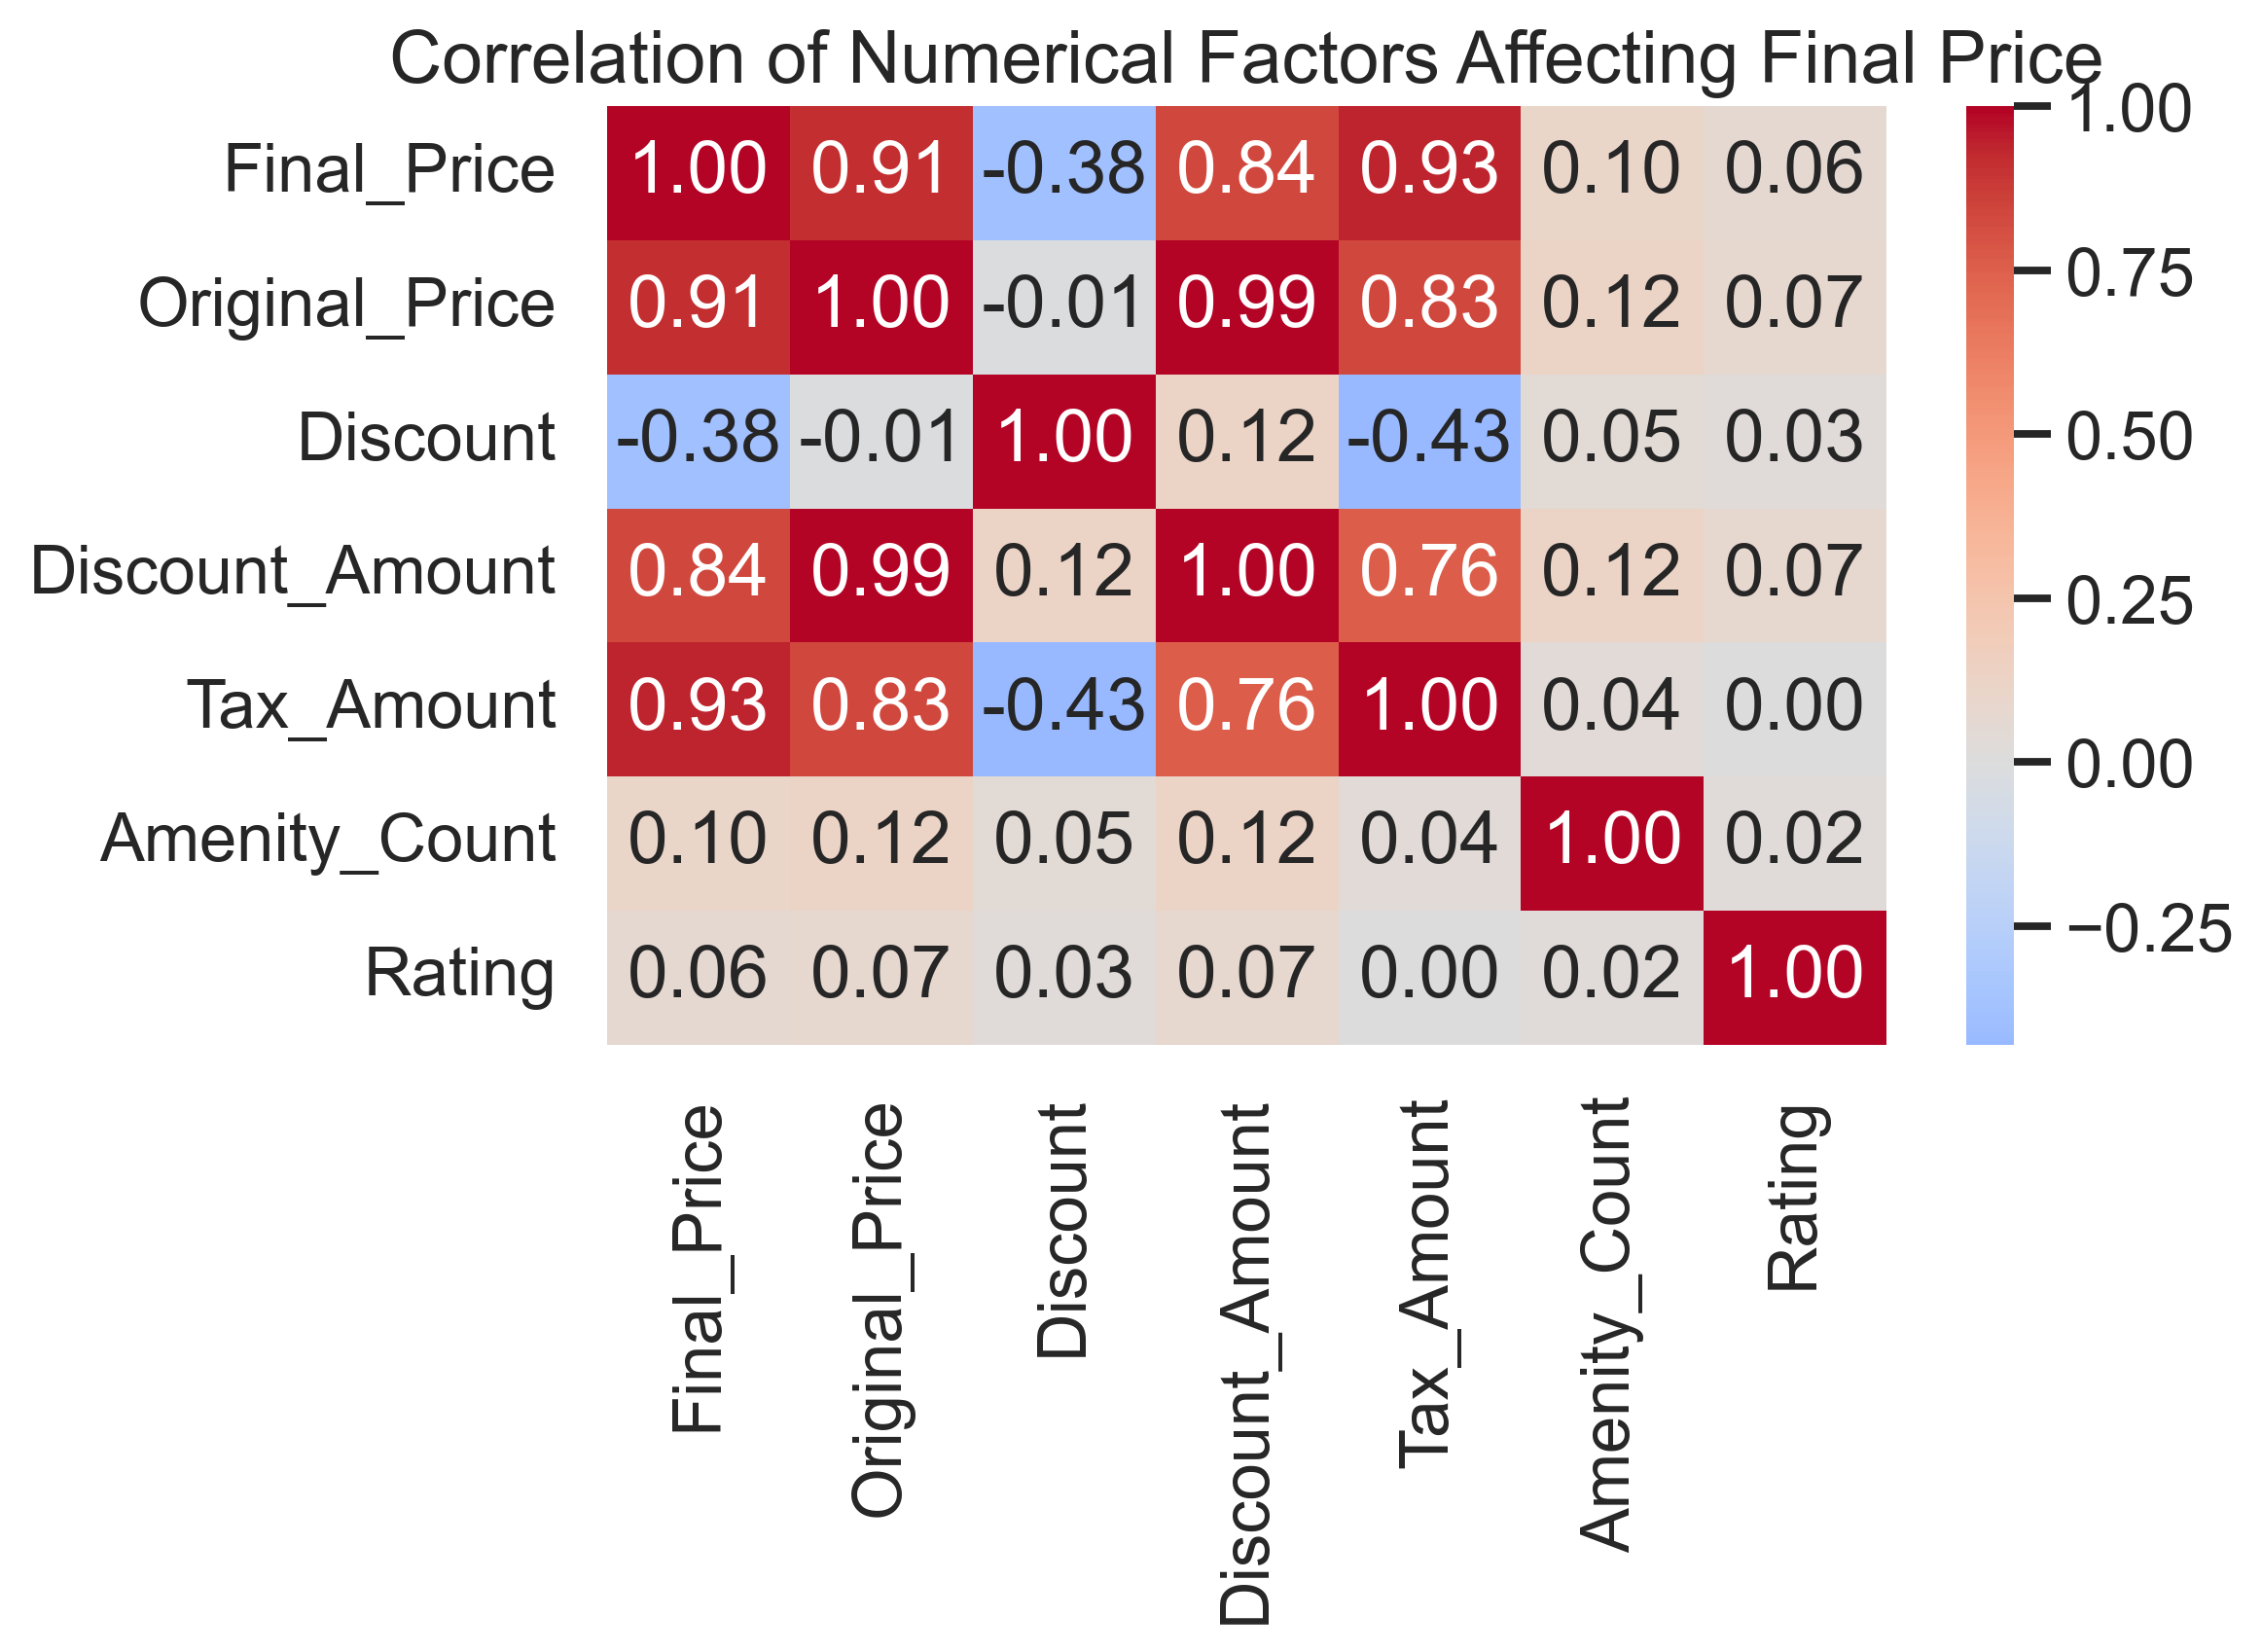 Correlation of Numerical Factors Affecting Final Price
Final_Price 1.00 0.91 -0.38 0.84 0.93 0.10 0.06
Original_Price 0.91 1.00 -0.01 0.99 0.83 0.12 0.07
Discount -0.38 -0.01 1.00 0.12 -0.43 0.05 0.03
Discount_Amount 0.84 0.99 0.12 1.00 0.76 0.12 0.07
Tax_Amount 0.93 0.83 -0.43 0.76 1.00 0.04 0.00
Amenity_Count 0.10 0.12 0.05 0.12 0.04 1.00 0.02
Rating 0.06 0.07 0.03 0.07 0.00 0.02 1.00
Final_Price
Original_Price
Discount
Discount_Amount
Tax_Amount
Amenity_Count
Rating
1.00
0.75
0.50
0.25
0.00
−0.25